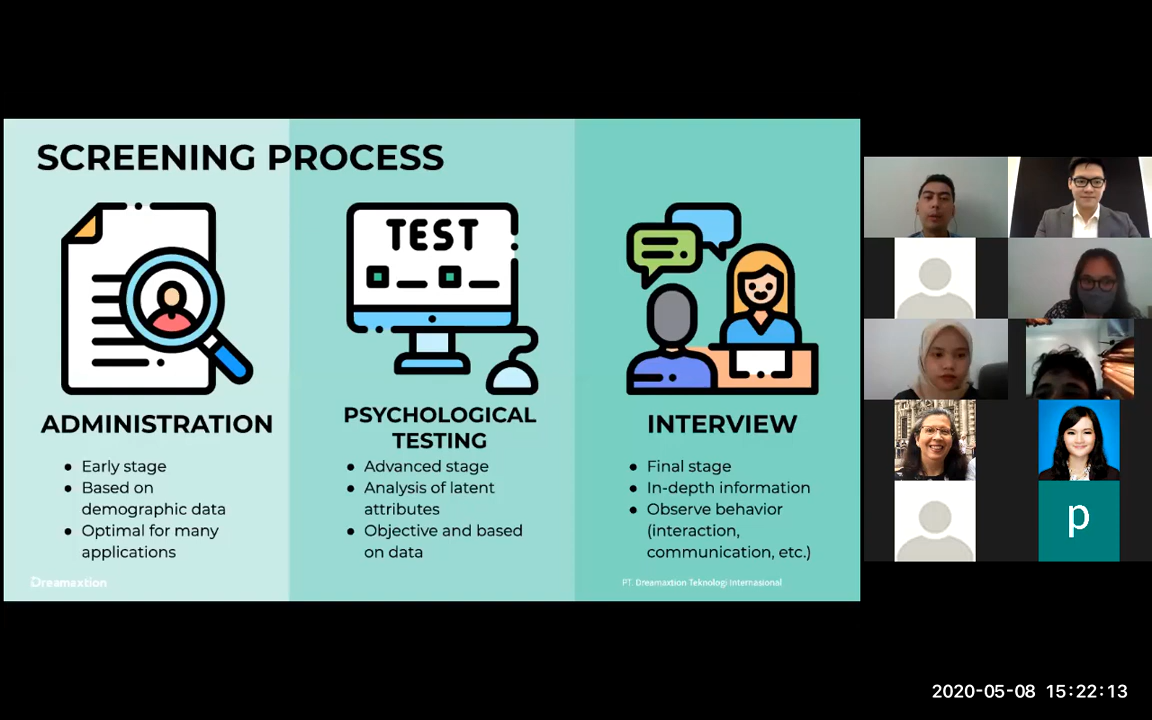 SCREENING PROCESS
TEST
ADMINISTRATION
● Early stage
● Based on
demographic data
● Optimal for many
applications
PSYCHOLOGICAL
TESTING
● Advanced stage
● Analysis of latent
attributes
● Objective and based
on data
INTERVIEW
● Final stage
● In-depth information
● Observe behavior
(interaction,
communication, etc.)
Dreamaxtion
PT. Dreamaxtion Teknologi Internasional
p
2020-05-08 15:22:13